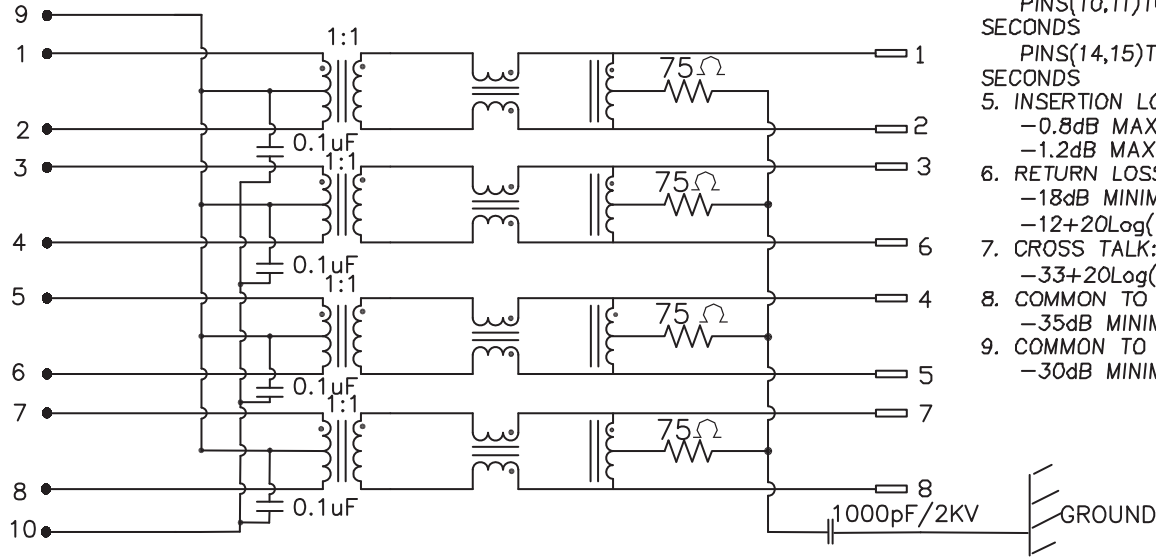 9
1
1:1
75Ω
1
2
0.1uF
2
3
1:1
75Ω
3
4
0.1uF
6
5
1:1
75Ω
4
6
0.1uF
5
7
1:1
75Ω
7
8
0.1uF
8
10
1000pF/2KV
GROUND
SECONDS
PINS(14,15)T
SECONDS
5. INSERTION LO
-0.8dB MAX
-1.2dB MAX
6. RETURN LOSS
-18dB MINIM
-12+20Log(
7. CROSS TALK:
-33+20Log(
8. COMMON TO
-35dB MINIM
9. COMMON TO
-30dB MINIM